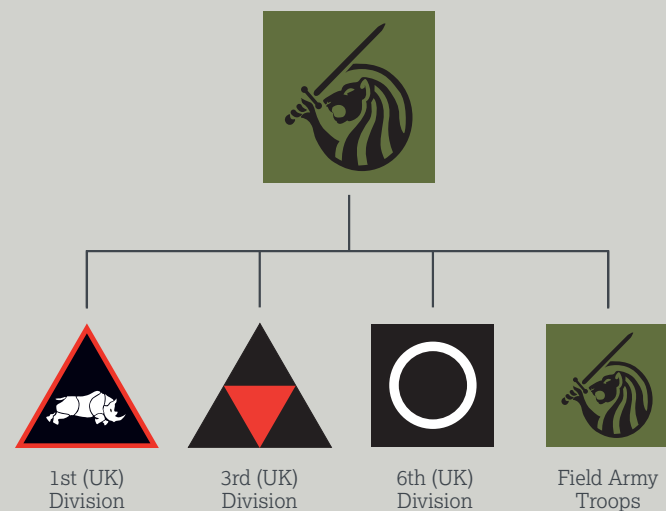 1st (UK)
Division
3rd (UK)
Division
6th (UK)
Division
Field Army
Troops